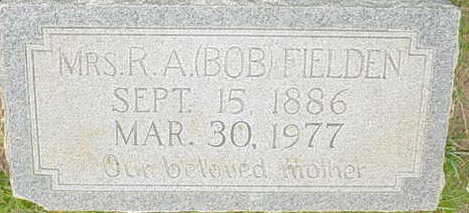 MRS. R. A. (BOB) FIELDEN
SEPT. 15, 1886
MAR. 30, 1977
Our beloved mother